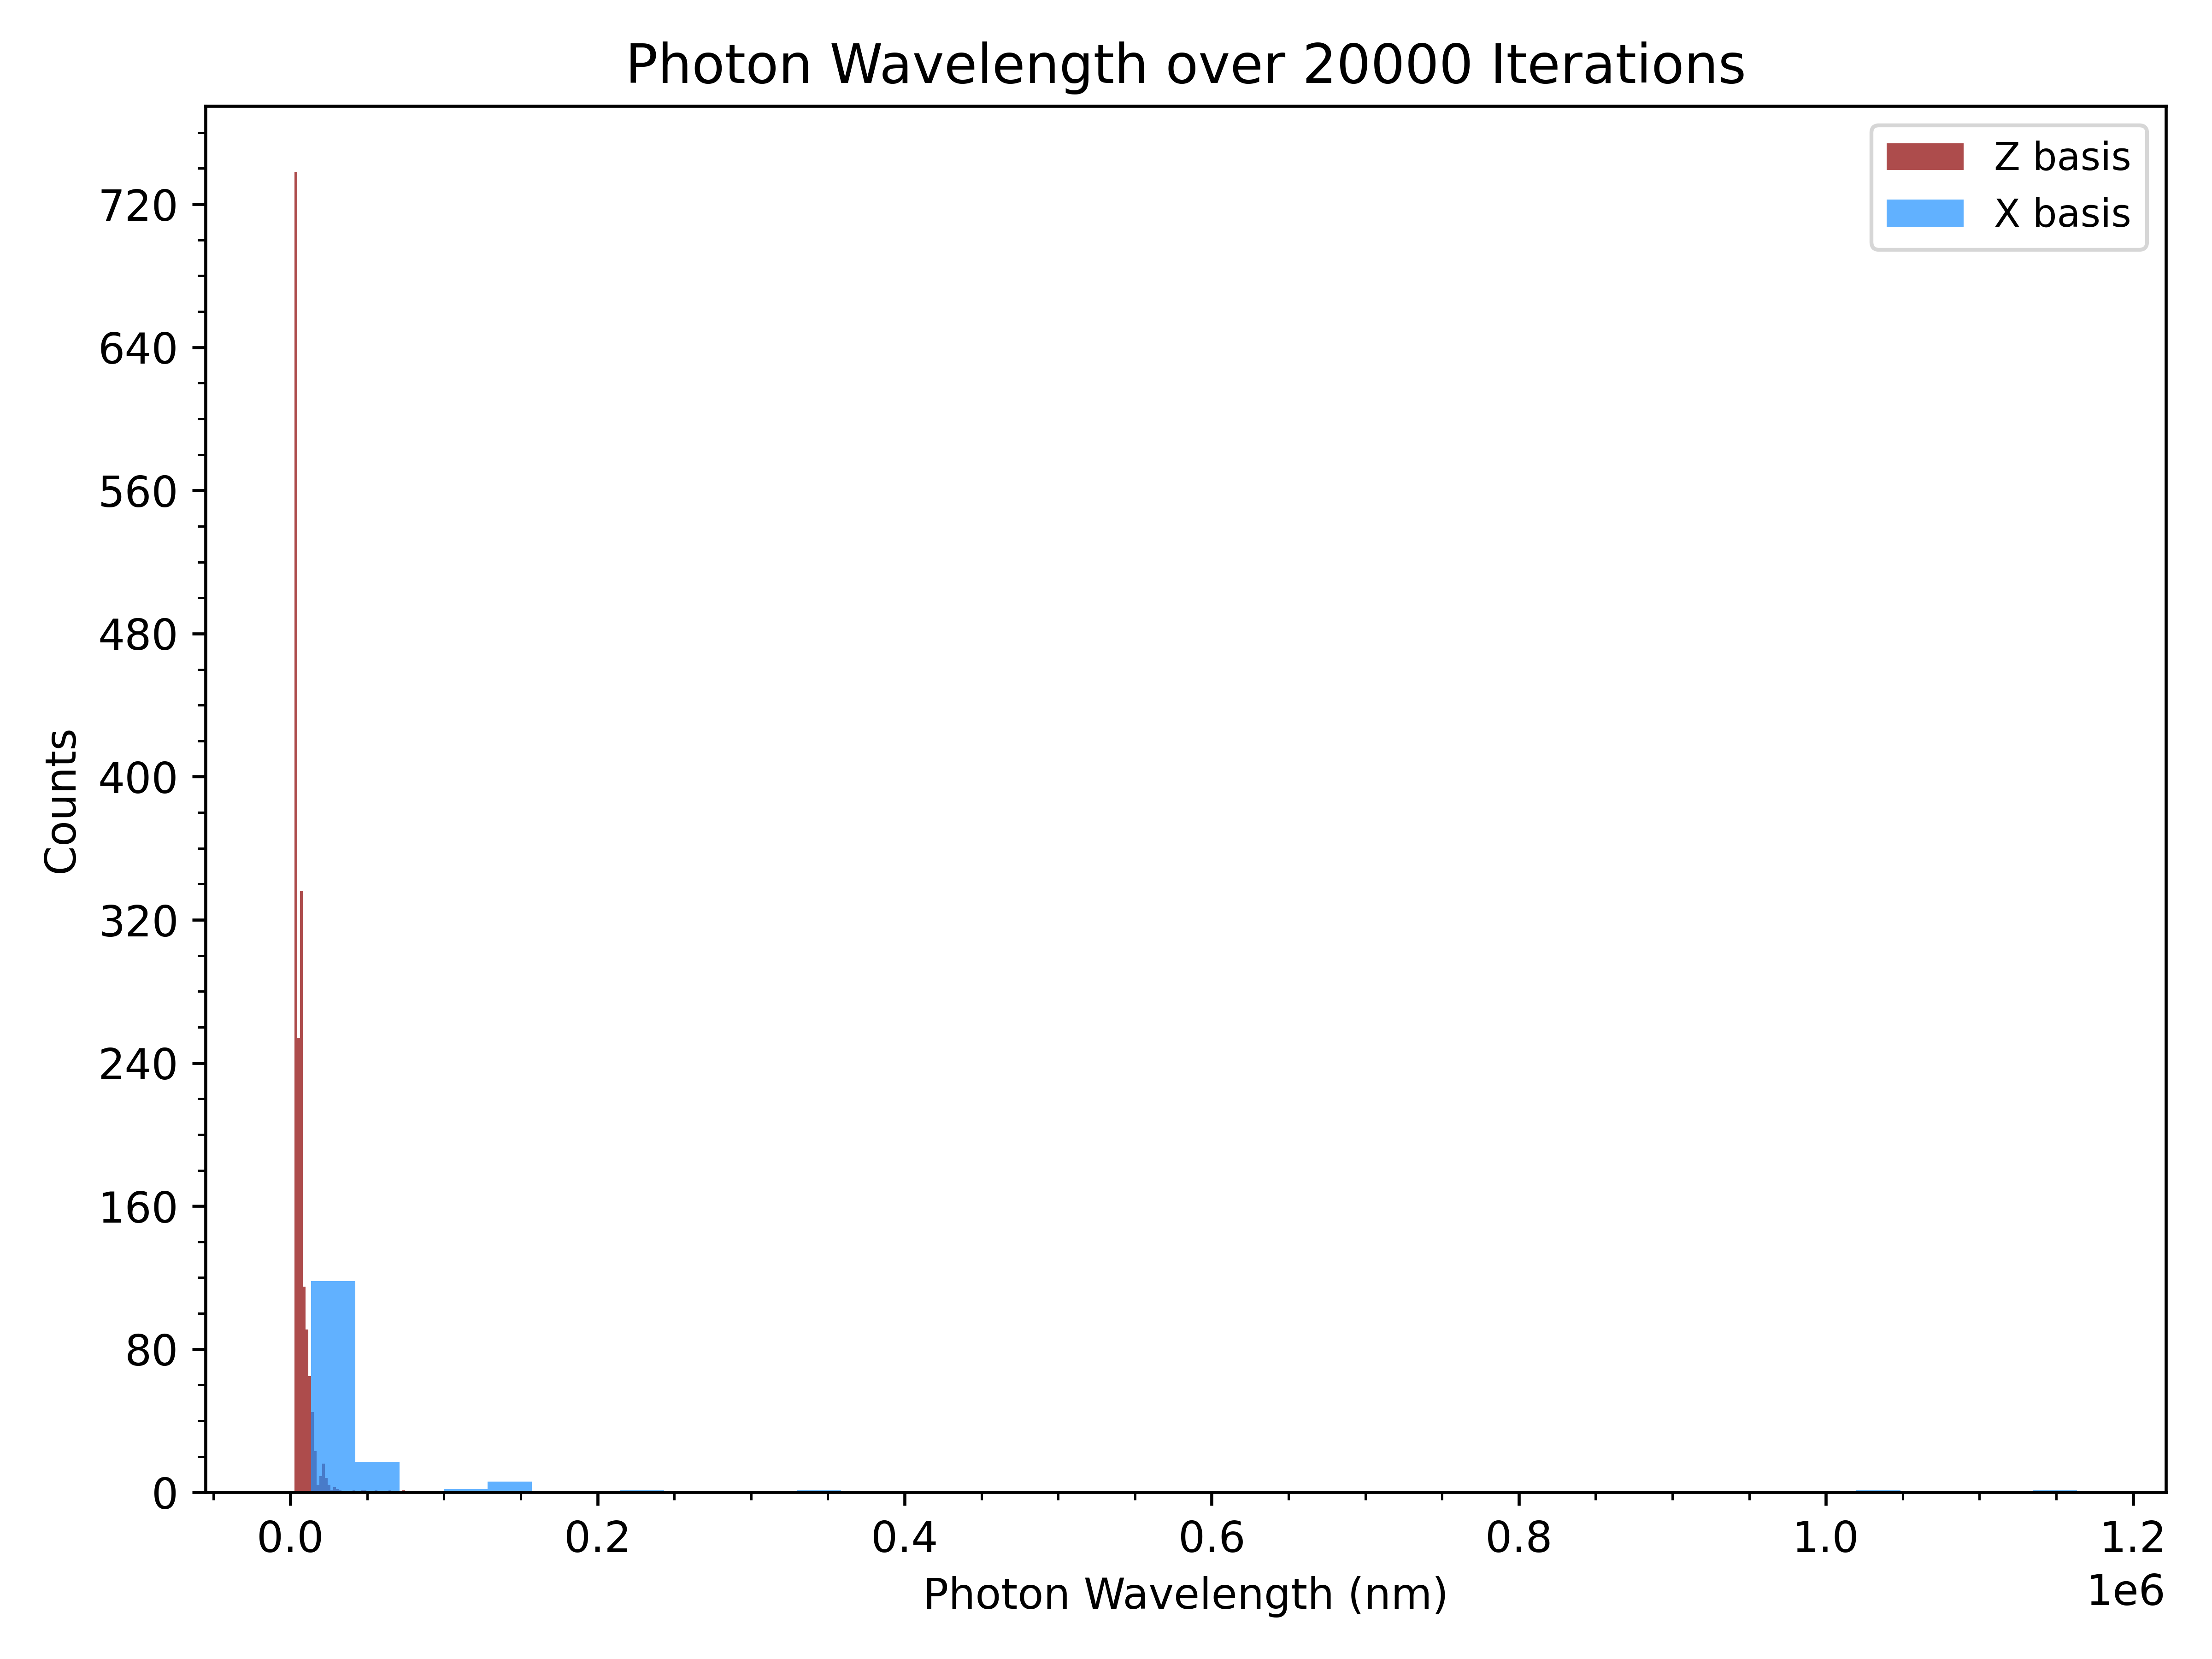 Photon Wavelength over 20000 Iterations
Z basis
X basis
720
640
560
480
400
320
240
160
80
0
Counts
0.0 0.2 0.4 0.6 0.8 1.0 1.2
1e6
Photon Wavelength (nm)